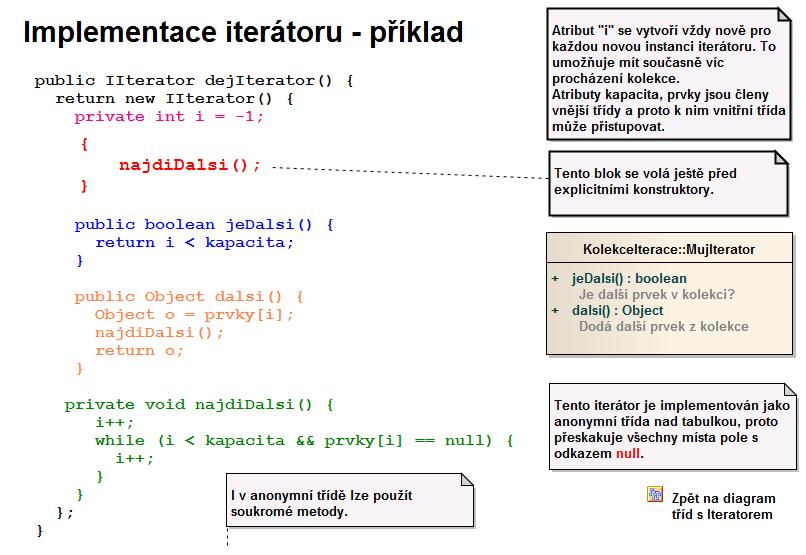 Implementace iterátoru - příklad
public IIterator dejIterator() {
return new IIterator() {
private int i = -1;
{
najdiDalsi();
}
public boolean jeDalsi() {
return i < kapacita;
}
public Object dalsi() {
Object o = prvky[i];
najdiDalsi();
return o;
}
private void najdiDalsi() {
i++;
while (i < kapacita && prvky[i] == null) {
i++;
}
}
};
}
Atribut "i" se vytvoří vždy nově pro
každou novou instanci iterátoru. To
umožňuje mít současně víc
procházení kolekce.
Atributy kapacita, prvky jsou členy
vnější třídy a proto k nim vnitřní třída
může přistupovat.
Tento blok se volá ještě před
explicitními konstruktory.
KolekceIterace::MujIterator
+ jeDalsi() : boolean
Je další prvek v kolekci?
+ dalsi() : Object
Dodá další prvek z kolekce
Tento iterátor je implementován jako
anonymní třída nad tabulkou, proto
přeskakuje všechny místa pole s
odkazem null.
I v anonymní třídě lze použít
soukromé metody.
Zpět na diagram
tříd s Iteratorem